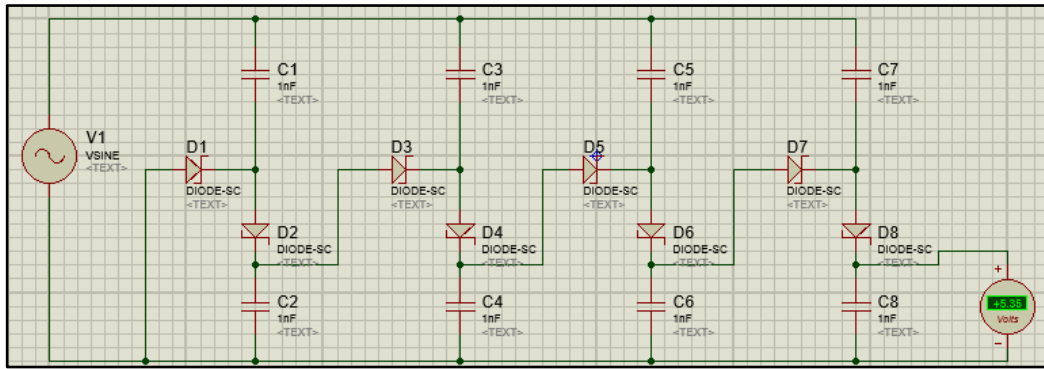 C1
1nF
<TEXT>
C3
1nF
<TEXT>
C5
1nF
<TEXT>
C7
1nF
<TEXT>
V1
VSINE
<TEXT>
D1
DIODE-SC
<TEXT>
D3
DIODE-SC
<TEXT>
D5
DIODE-SC
<TEXT>
D7
DIODE-SC
<TEXT>
D2
DIODE-SC
<TEXT>
D4
DIODE-SC
<TEXT>
D6
DIODE-SC
<TEXT>
D8
DIODE-SC
<TEXT>
C2
1nF
<TEXT>
C4
1nF
<TEXT>
C6
1nF
<TEXT>
C8
1nF
<TEXT>
+
+5.35
Volts
−